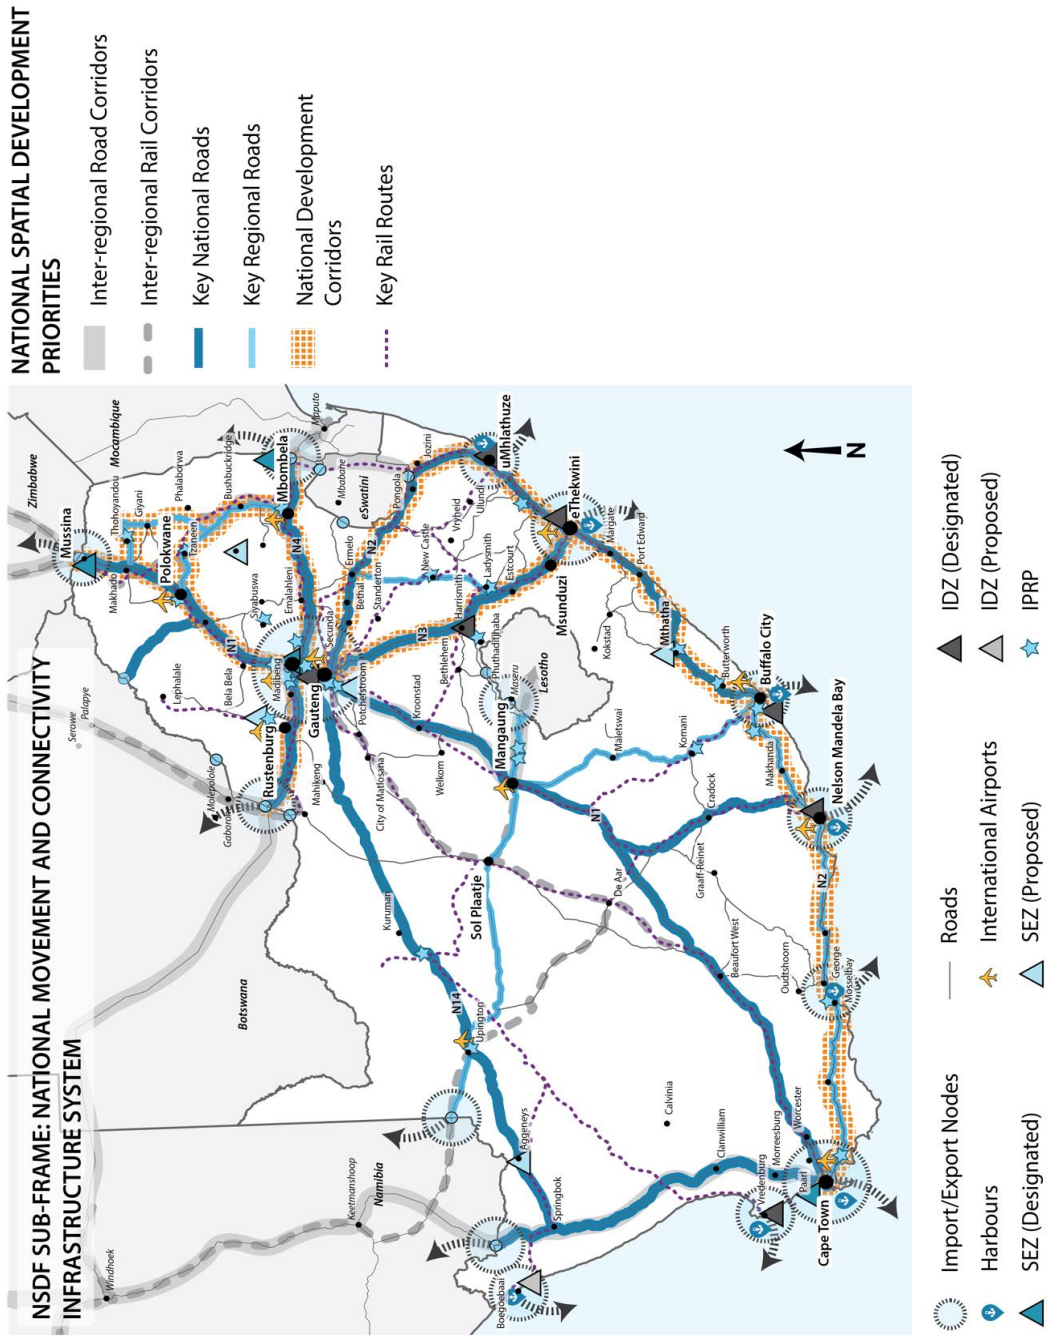 NSDF SUB-FRAME: NATIONAL MOVEMENT AND CONNECTIVITY
INFRASTRUCTURE SYSTEM
NATIONAL SPATIAL DEVELOPMENT
PRIORITIES
Inter-regional Road Corridors
Inter-regional Rail Corridors
Key National Roads
Key Regional Roads
National Development
Corridors
Key Rail Routes
Zimbabwe
Mussina
Mocambique
Makhado
Thohoyandou
Giyani
Polokwane
Tzaneen
Phalaborwa
Bushbuckridge
Serowe
Palapye
Lephalale
N1
Bela Bela
Molepolole
Gaborone
Botswana
Madibeng
Siyabuswa
Emalahleni
N4
Mbombela
Maputo
Rustenburg
Gauteng
Secunda
Mahikeng
Bethal
Ermelo
Mbabane
eSwatini
N2
Standerton
Pongola
Jozini
Potchefstroom
City of Matlosana
Kroonstad
N3
New Castle
Vryheid
Ulundi
uMhlathuze
Welkom
Bethlehem
Harrismith
Phuthaditjhaba
Ladysmith
Estcourt
Windhoek
Keetmanshoop
Namibia
Kuruman
N14
Upington
Sol Plaatje
Mangaung
Maseru
Lesotho
Msunduzi
eThekwini
Margate
Port Edward
Kokstad
Aggeneys
Springbok
Boegoebaai
De Aar
N1
Maletswai
Komani
Mthatha
Butterworth
Buffalo City
Calvinia
Cradock
Graaff-Reinet
Beaufort West
Makhanda
Nelson Mandela Bay
Clanwilliam
Vredenburg
Morreesburg
Worcester
Paarl
Cape Town
Oudtshoorn
George
Mosselbay
N2
N
Import/Export Nodes
Harbours
SEZ (Designated)
Roads
International Airports
SEZ (Proposed)
IDZ (Designated)
IDZ (Proposed)
IPRP